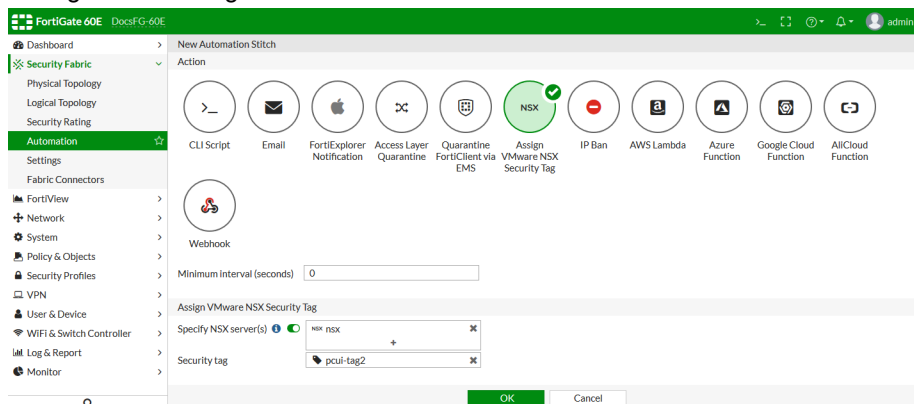 FortiGate 60E DocsFG-60E
>_ admin
Dashboard
Security Fabric
Physical Topology
Logical Topology
Security Rating
Automation
Settings
Fabric Connectors
FortiView
Network
System
Policy & Objects
Security Profiles
VPN
User & Device
WiFi & Switch Controller
Log & Report
Monitor
New Automation Stitch
Action
>_
NSX
a
CLI Script
Email
FortiExplorer
Notification
Access Layer
Quarantine
Quarantine
FortiClient via
EMS
Assign
VMware NSX
Security Tag
IP Ban
AWS Lambda
Azure
Function
Google Cloud
Function
AliCloud
Function
Webhook
Minimum interval (seconds) 0
Assign VMware NSX Security Tag
Specify NSX server(s) NSX nsx
+
Security tag pcui-tag2
OK Cancel